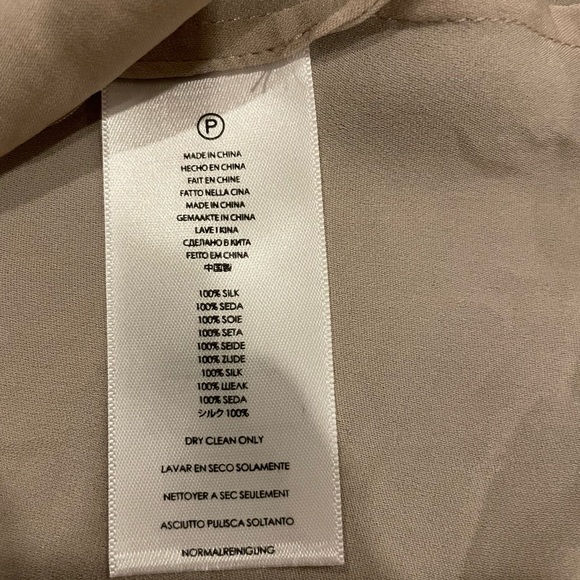 P
MADE IN CHINA
HECHO EN CHINA
FAIT EN CHINE
FATTO NELLA CINA
MADE IN CHINA
GEMAAKTE IN CHINA
LAVE I KINA
СДЕЛАНО В КИТА
FEITO EM CHINA
中国製
100% SILK
100% SEDA
100% SOIE
100% SETA
100% SEIDE
100% ZIJDE
100% SILK
100% ШЕЛК
100% SEDA
シルク 100%
DRY CLEAN ONLY
LAVAR EN SECO SOLAMENTE
NETTOYER A SEC SEULEMENT
ASCIUTTO PULISCA SOLTANTO
NORMALREINIGUNG